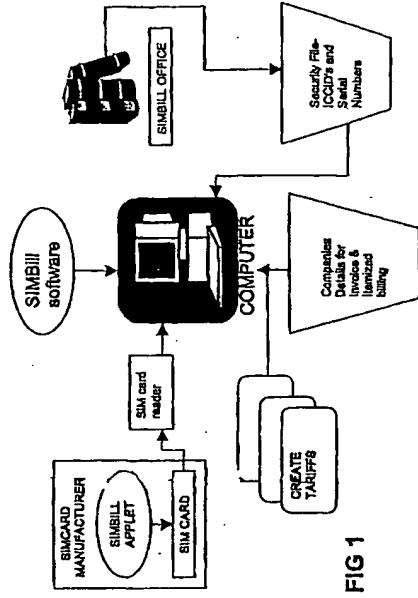 SIMBill
software
SIMBILL OFFICE
SIMCARD
MANUFACTURER
SIMBILL
APPLET
SIM CARD
SIM card
reader
COMPUTER
Security File-
ICCID's and
Serial
Numbers
CREATE
TARIFFS
Companies
Details for
Invoice &
Itemized
billing
FIG 1